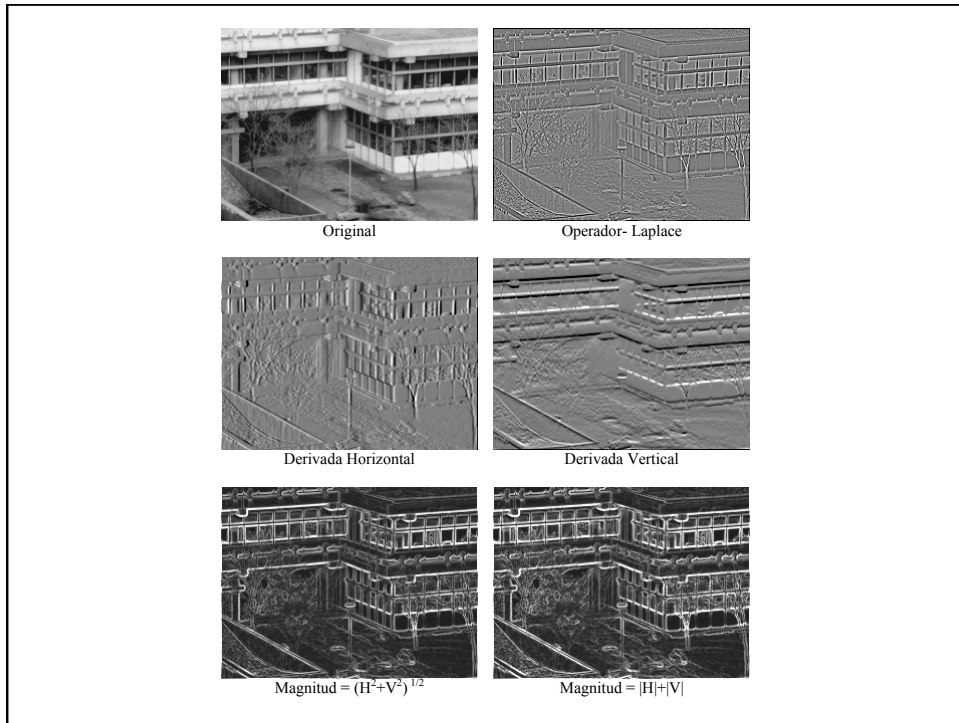 Original
Operador- Laplace
Derivada Horizontal
Derivada Vertical
Magnitud = (H²+V²) ¹/²
Magnitud = |H|+|V|